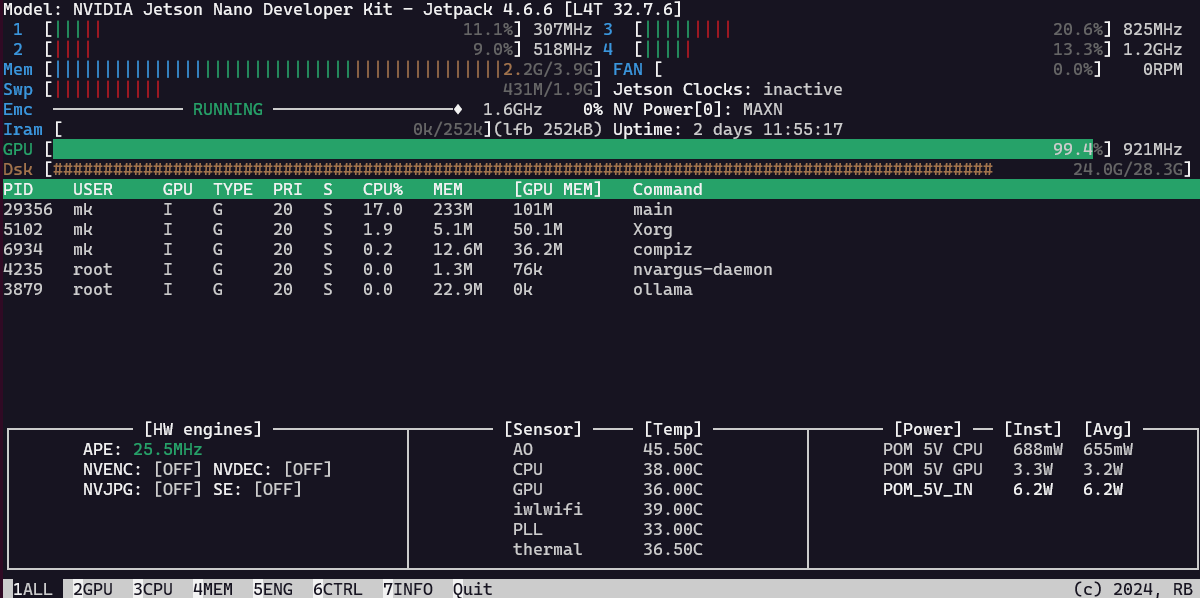 Model: NVIDIA Jetson Nano Developer Kit - Jetpack 4.6.6 [L4T 32.7.6]
1 [||||| 11.1%] 307MHz 3 [||||||||| 20.6%] 825MHz
2 [|||| 9.0%] 518MHz 4 [||||| 13.3%] 1.2GHz
Mem [|||||||||||||||||||||||||||||||||||||||||||||2.2G/3.9G] FAN [ 0.0%] 0RPM
Swp [||||||||||| 431M/1.9G] Jetson Clocks: inactive
Emc RUNNING 1.6GHz 0% NV Power[0]: MAXN
Iram [ 0k/252k](lfb 252kB) Uptime: 2 days 11:55:17
GPU [ 99.4%] 921MHz
Dsk [############################################################################################## 24.0G/28.3G]
PID USER GPU TYPE PRI S CPU% MEM [GPU MEM] Command
29356 mk I G 20 S 17.0 233M 101M main
5102 mk I G 20 S 1.9 5.1M 50.1M Xorg
6934 mk I G 20 S 0.2 12.6M 36.2M compiz
4235 root I G 20 S 0.0 1.3M 76k nvargus-daemon
3879 root I G 20 S 0.0 22.9M 0k ollama
[HW engines] [Sensor] [Temp] [Power] [Inst] [Avg]
APE: 25.5MHz AO 45.50C POM 5V CPU 688mW 655mW
NVENC: [OFF] NVDEC: [OFF] CPU 38.00C POM 5V GPU 3.3W 3.2W
NVJPG: [OFF] SE: [OFF] GPU 36.00C POM_5V_IN 6.2W 6.2W
iwlwifi 39.00C
PLL 33.00C
thermal 36.50C
1ALL 2GPU 3CPU 4MEM 5ENG 6CTRL 7INFO Quit (c) 2024, RB